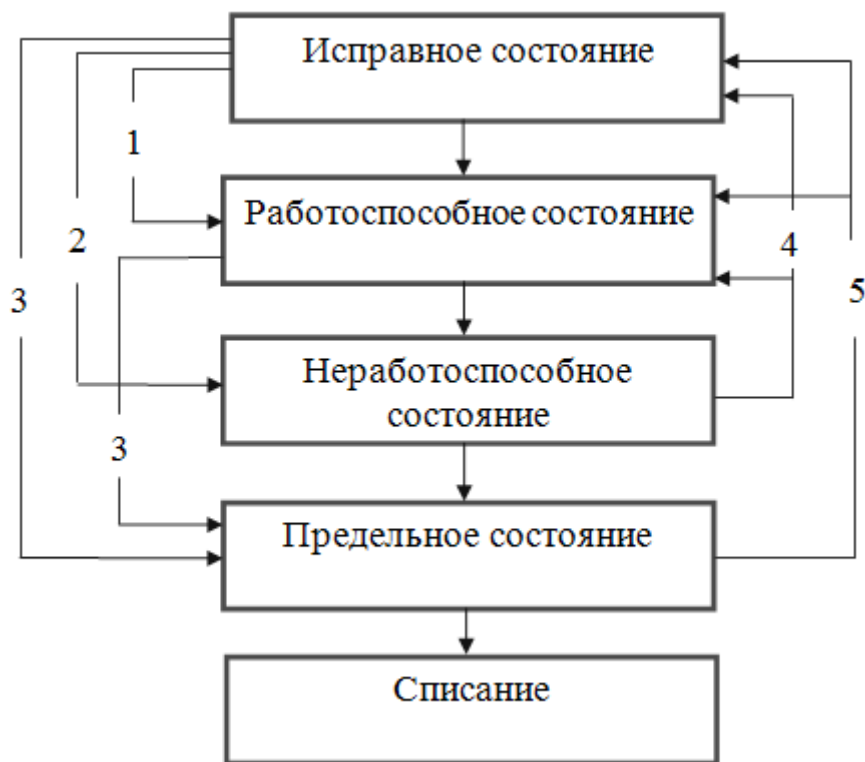 Исправное состояние
1
Работоспособное состояние
2
4
3
5
Неработоспособное
состояние
3
Предельное состояние
Списание